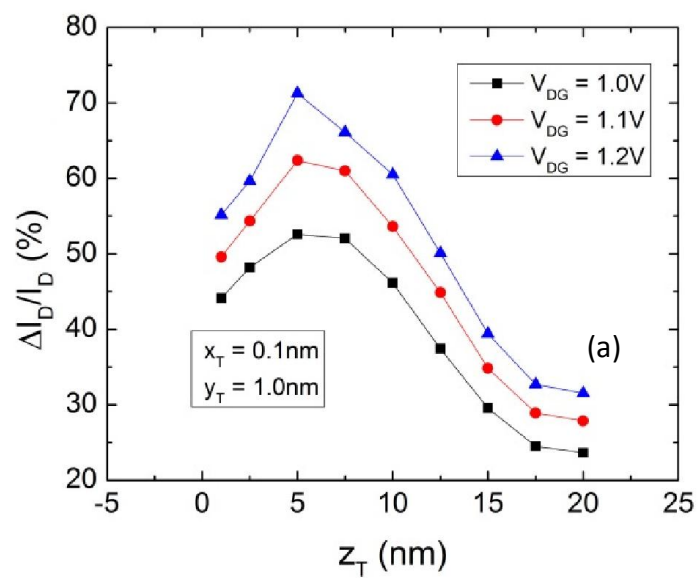 80
70
60
50
40
30
20
-5
0
5
10
15
20
25
ΔI_D/I_D (%)
z_T (nm)
V_DG = 1.0V
V_DG = 1.1V
V_DG = 1.2V
x_T = 0.1nm
y_T = 1.0nm
(a)